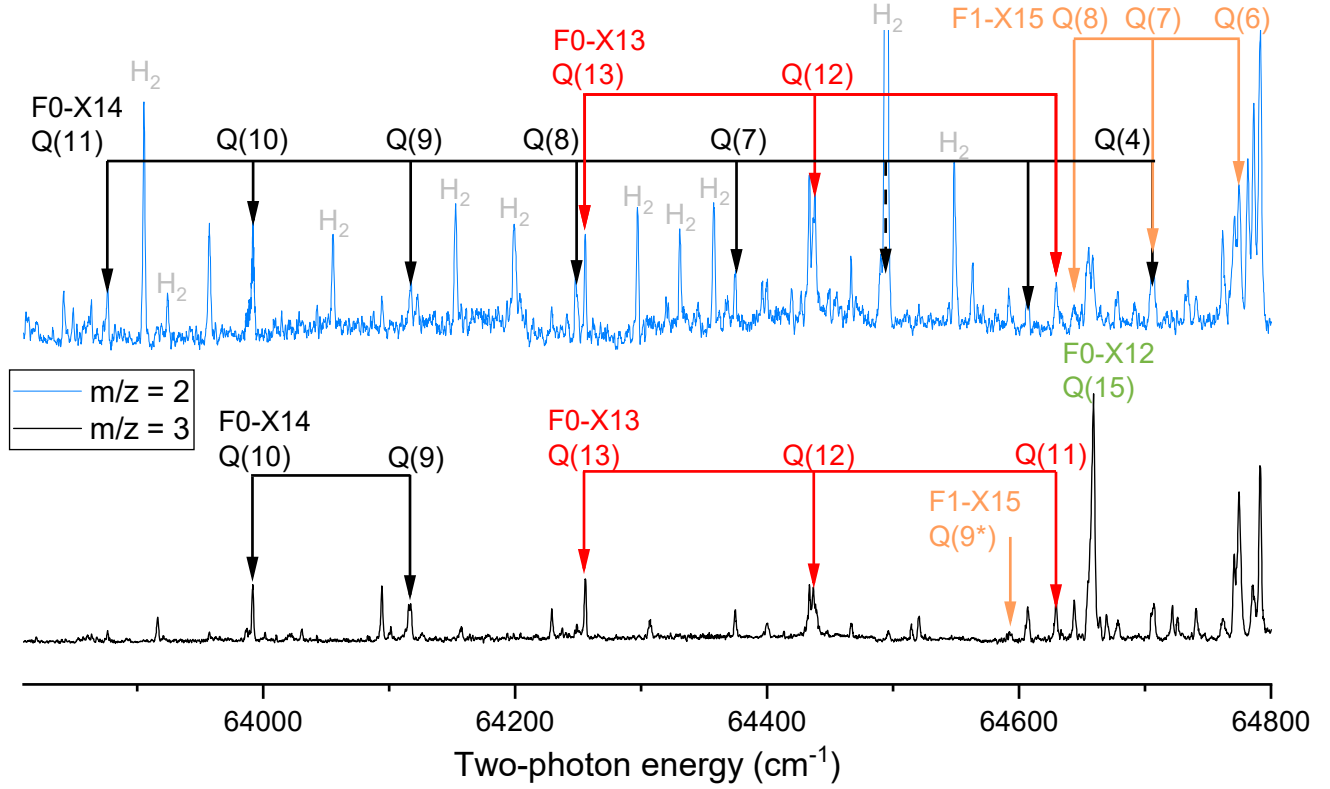 H2
F1-X15 Q(8) Q(7) Q(6)
F0-X13
Q(13) Q(12)
H2
F0-X14
Q(11) Q(10) Q(9) Q(8) Q(7) H2 Q(4)
H2 H2 H2 H2 H2 H2
H2
F0-X12
Q(15)
m/z = 2
m/z = 3
F0-X14
Q(10) Q(9)
F0-X13
Q(13) Q(12) Q(11)
F1-X15
Q(9*)
64000 64200 64400 64600 64800
Two-photon energy (cm-1)